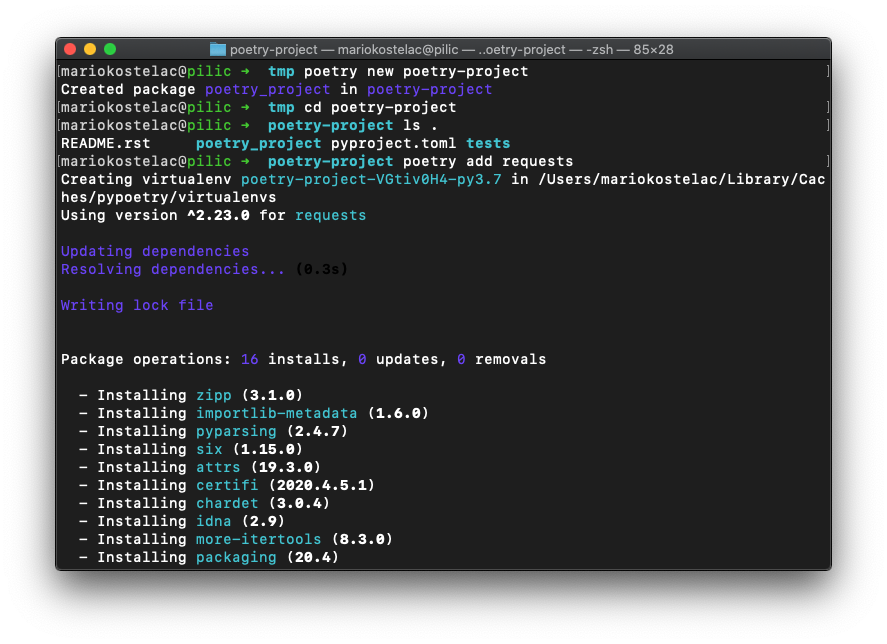 poetry-project — mariokostelac@pilic — ..oetry-project — -zsh — 85×28
[mariokostelac@pilic ➜  tmp poetry new poetry-project ]
Created package poetry_project in poetry-project
[mariokostelac@pilic ➜  tmp cd poetry-project ]
[mariokostelac@pilic ➜  poetry-project ls . ]
README.rst     poetry_project pyproject.toml tests
[mariokostelac@pilic ➜  poetry-project poetry add requests ]
Creating virtualenv poetry-project-VGtiv0H4-py3.7 in /Users/mariokostelac/Library/Cac
hes/pypoetry/virtualenvs
Using version ^2.23.0 for requests
Updating dependencies
Resolving dependencies... (0.3s)
Writing lock file
Package operations: 16 installs, 0 updates, 0 removals
  - Installing zipp (3.1.0)
  - Installing importlib-metadata (1.6.0)
  - Installing pyparsing (2.4.7)
  - Installing six (1.15.0)
  - Installing attrs (19.3.0)
  - Installing certifi (2020.4.5.1)
  - Installing chardet (3.0.4)
  - Installing idna (2.9)
  - Installing more-itertools (8.3.0)
  - Installing packaging (20.4)